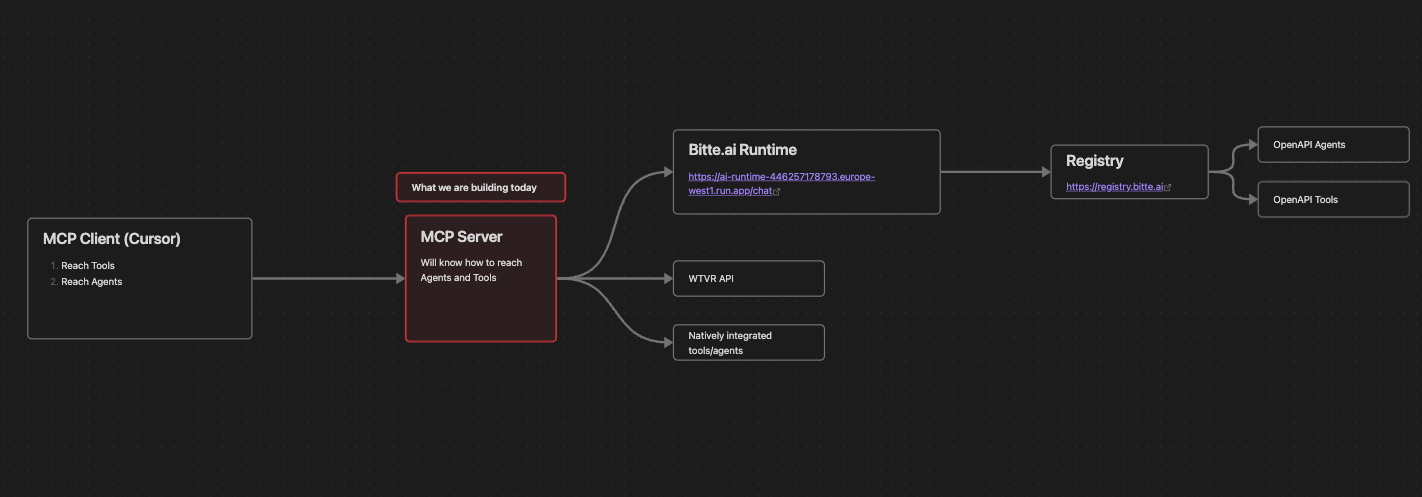 MCP Client (Cursor)
1. Reach Tools
2. Reach Agents
What we are building today
MCP Server
Will know how to reach
Agents and Tools
Bitte.ai Runtime
https://ai-runtime-446257178793.europe-
west1.run.app/chat
WTVR API
Natively integrated
tools/agents
Registry
https://registry.bitte.ai
OpenAPI Agents
OpenAPI Tools